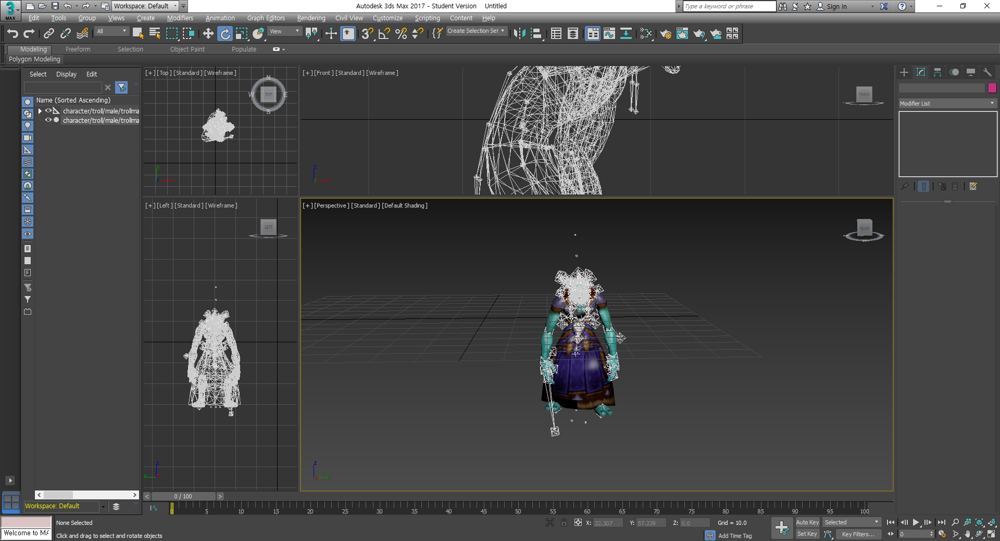 3 MAX
Workspace: Default
Autodesk 3ds Max 2017 - Student Version    Untitled
Type a keyword or phrase
Sign In
Edit Tools Group Views Create Modifiers Animation Graph Editors Rendering Civil View Customize Scripting Content Help
All
View
3
Create Selection Set
Modeling Freeform Selection Object Paint Populate
Polygon Modeling
Select Display Edit
Name (Sorted Ascending)
character/troll/male/trollma
character/troll/male/trollma
[+] [Top] [Standard] [Wireframe]
N
W TOP E
S
y
x
[+] [Front] [Standard] [Wireframe]
FRONT
z
y
x
[+] [Left] [Standard] [Wireframe]
LEFT
z
y
[+] [Perspective] [Standard] [Default Shading]
RIGHT
z
x y
Modifier List
< 0 / 100 >
Workspace: Default
0 5 10 15 20 25 30 35 40 45 50 55 60 65 70 75 80 85 90 95 100
Welcome to MA
None Selected
Click and drag to select and rotate objects
X: 22.307 Y: 57.239 Z: 0.0 Grid = 10.0
Add Time Tag
Auto Key Selected
Set Key Key Filters...
0